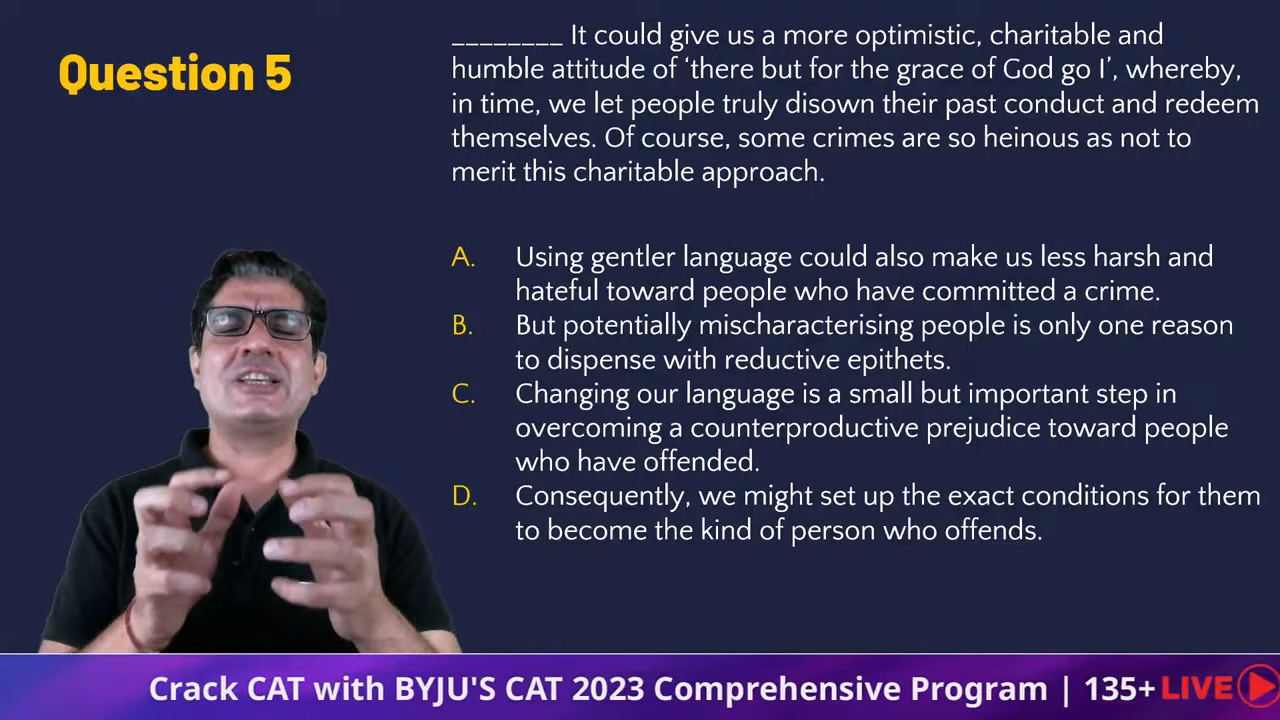 Question 5
________ It could give us a more optimistic, charitable and
humble attitude of ‘there but for the grace of God go I’, whereby,
in time, we let people truly disown their past conduct and redeem
themselves. Of course, some crimes are so heinous as not to
merit this charitable approach.
A. Using gentler language could also make us less harsh and
hateful toward people who have committed a crime.
B. But potentially mischaracterising people is only one reason
to dispense with reductive epithets.
C. Changing our language is a small but important step in
overcoming a counterproductive prejudice toward people
who have offended.
D. Consequently, we might set up the exact conditions for them
to become the kind of person who offends.
Crack CAT with BYJU'S CAT 2023 Comprehensive Program | 135+ LIVE